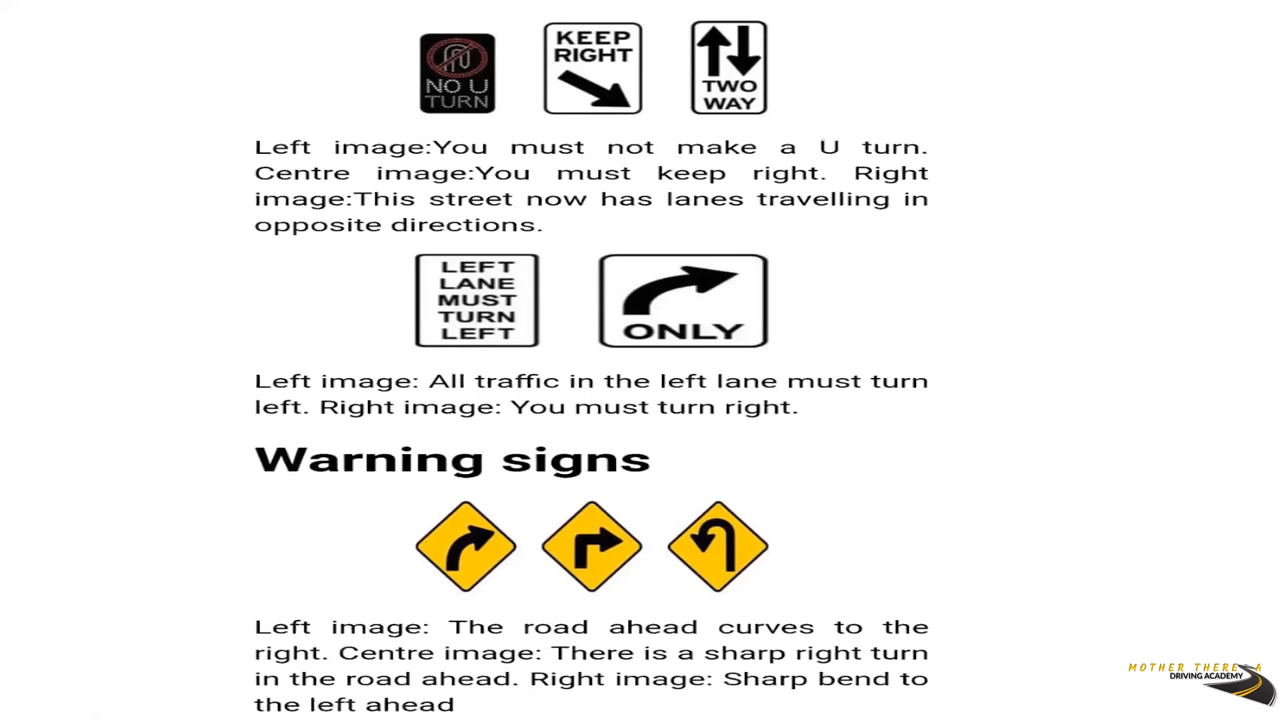 NO U
TURN
KEEP
RIGHT
TWO
WAY
Left image:You must not make a U turn.
Centre image:You must keep right. Right
image:This street now has lanes travelling in
opposite directions.
LEFT
LANE
MUST
TURN
LEFT
ONLY
Left image: All traffic in the left lane must turn
left. Right image: You must turn right.
Warning signs
Left image: The road ahead curves to the
right. Centre image: There is a sharp right turn
in the road ahead. Right image: Sharp bend to
the left ahead
MOTHER THERE A
DRIVING ACADEMY